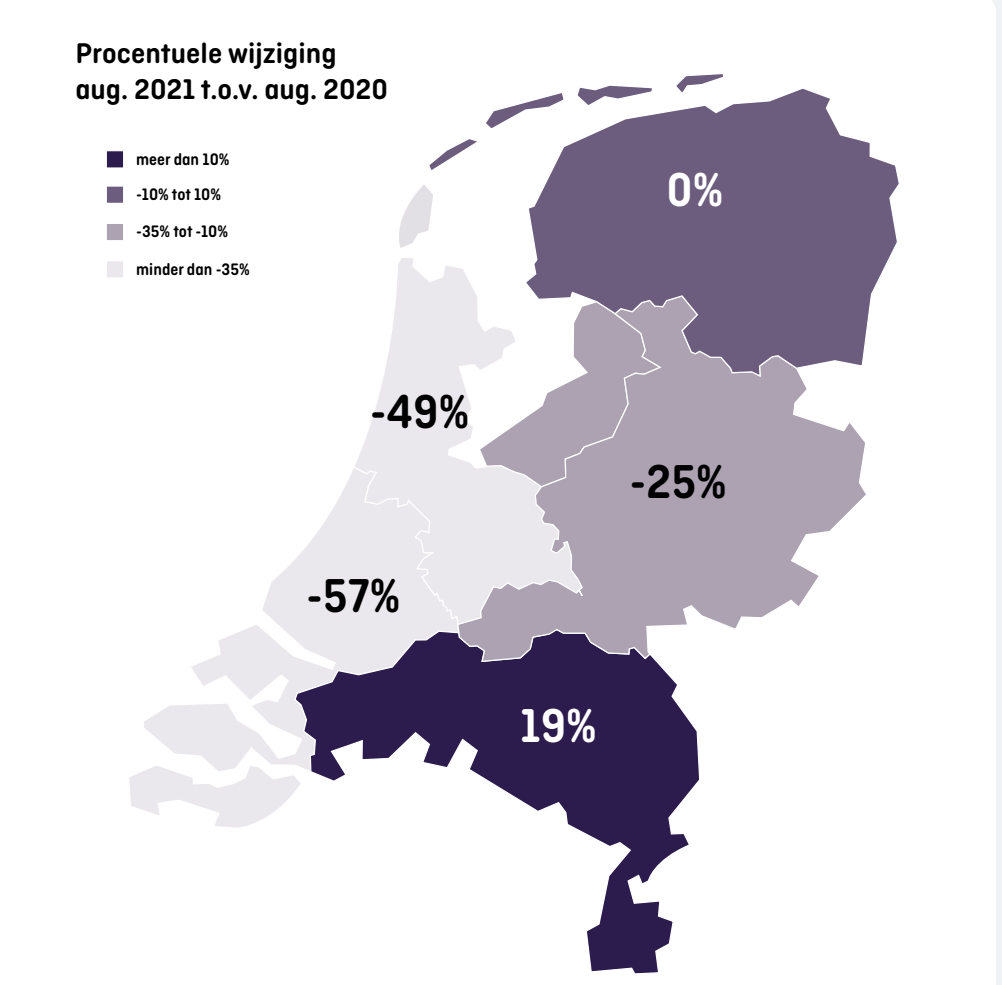 Procentuele wijziging
aug. 2021 t.o.v. aug. 2020
meer dan 10%
-10% tot 10%
-35% tot -10%
minder dan -35%
0%
-49%
-25%
-57%
19%